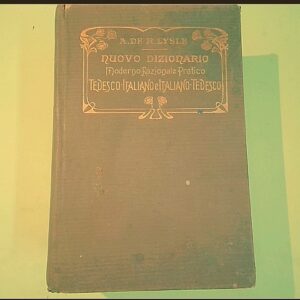 A. DE R. LYSLE
NUOVO DIZIONARIO
Moderno-Razionale-Pratico
TEDESCO-ITALIANO e ITALIANO-TEDESCO